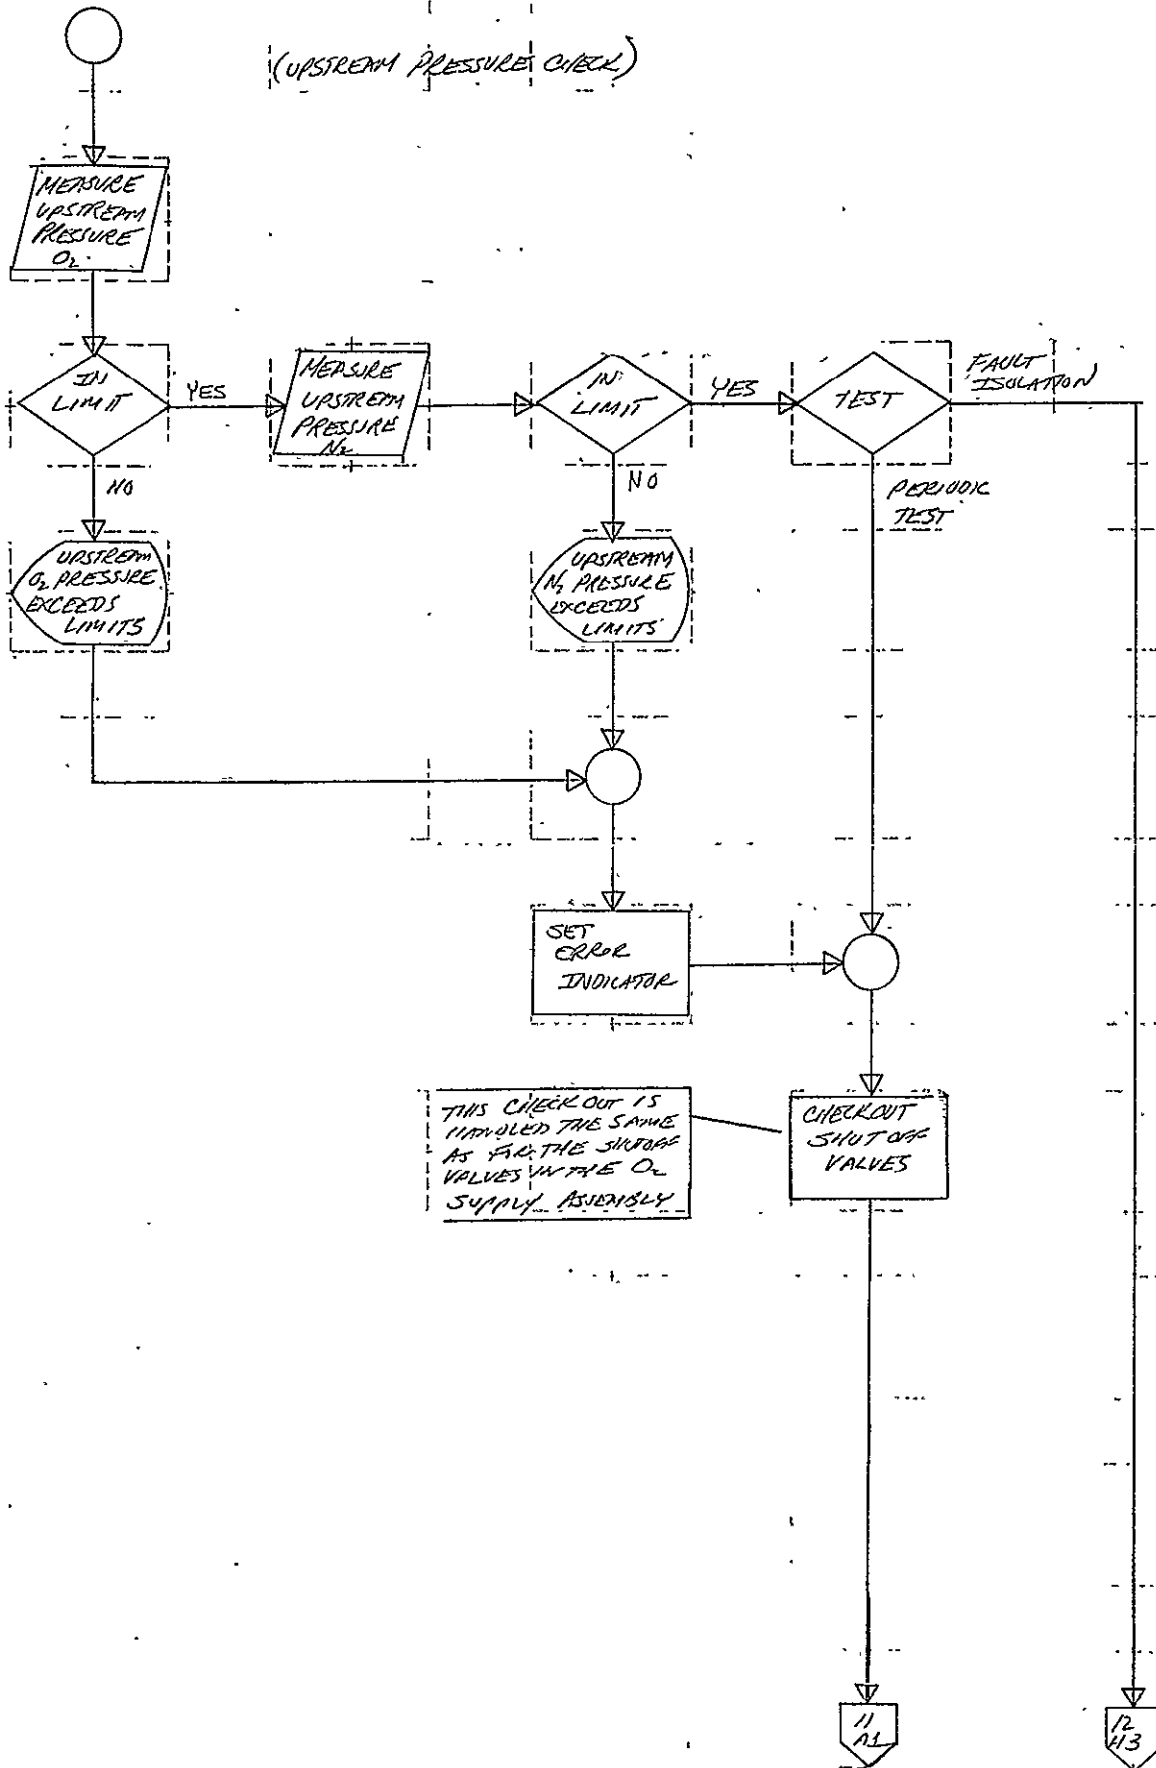 (UPSTREAM PRESSURE CHECK)
MEASURE
UPSTREAM
PRESSURE
O2
IN
LIMIT
YES
MEASURE
UPSTREAM
PRESSURE
N2
IN
LIMIT
YES
TEST
FAULT
ISOLATION
NO
NO
PERIODIC
TEST
UPSTREAM
O2 PRESSURE
EXCEEDS
LIMITS
UPSTREAM
N2 PRESSURE
EXCEEDS
LIMITS
SET
ERROR
INDICATOR
THIS CHECKOUT IS
HANDLED THE SAME
AS FOR THE SHUTOFF
VALVES IN THE O2
SUPPLY ASSEMBLY
CHECKOUT
SHUTOFF
VALVES
11
A1
12
H3